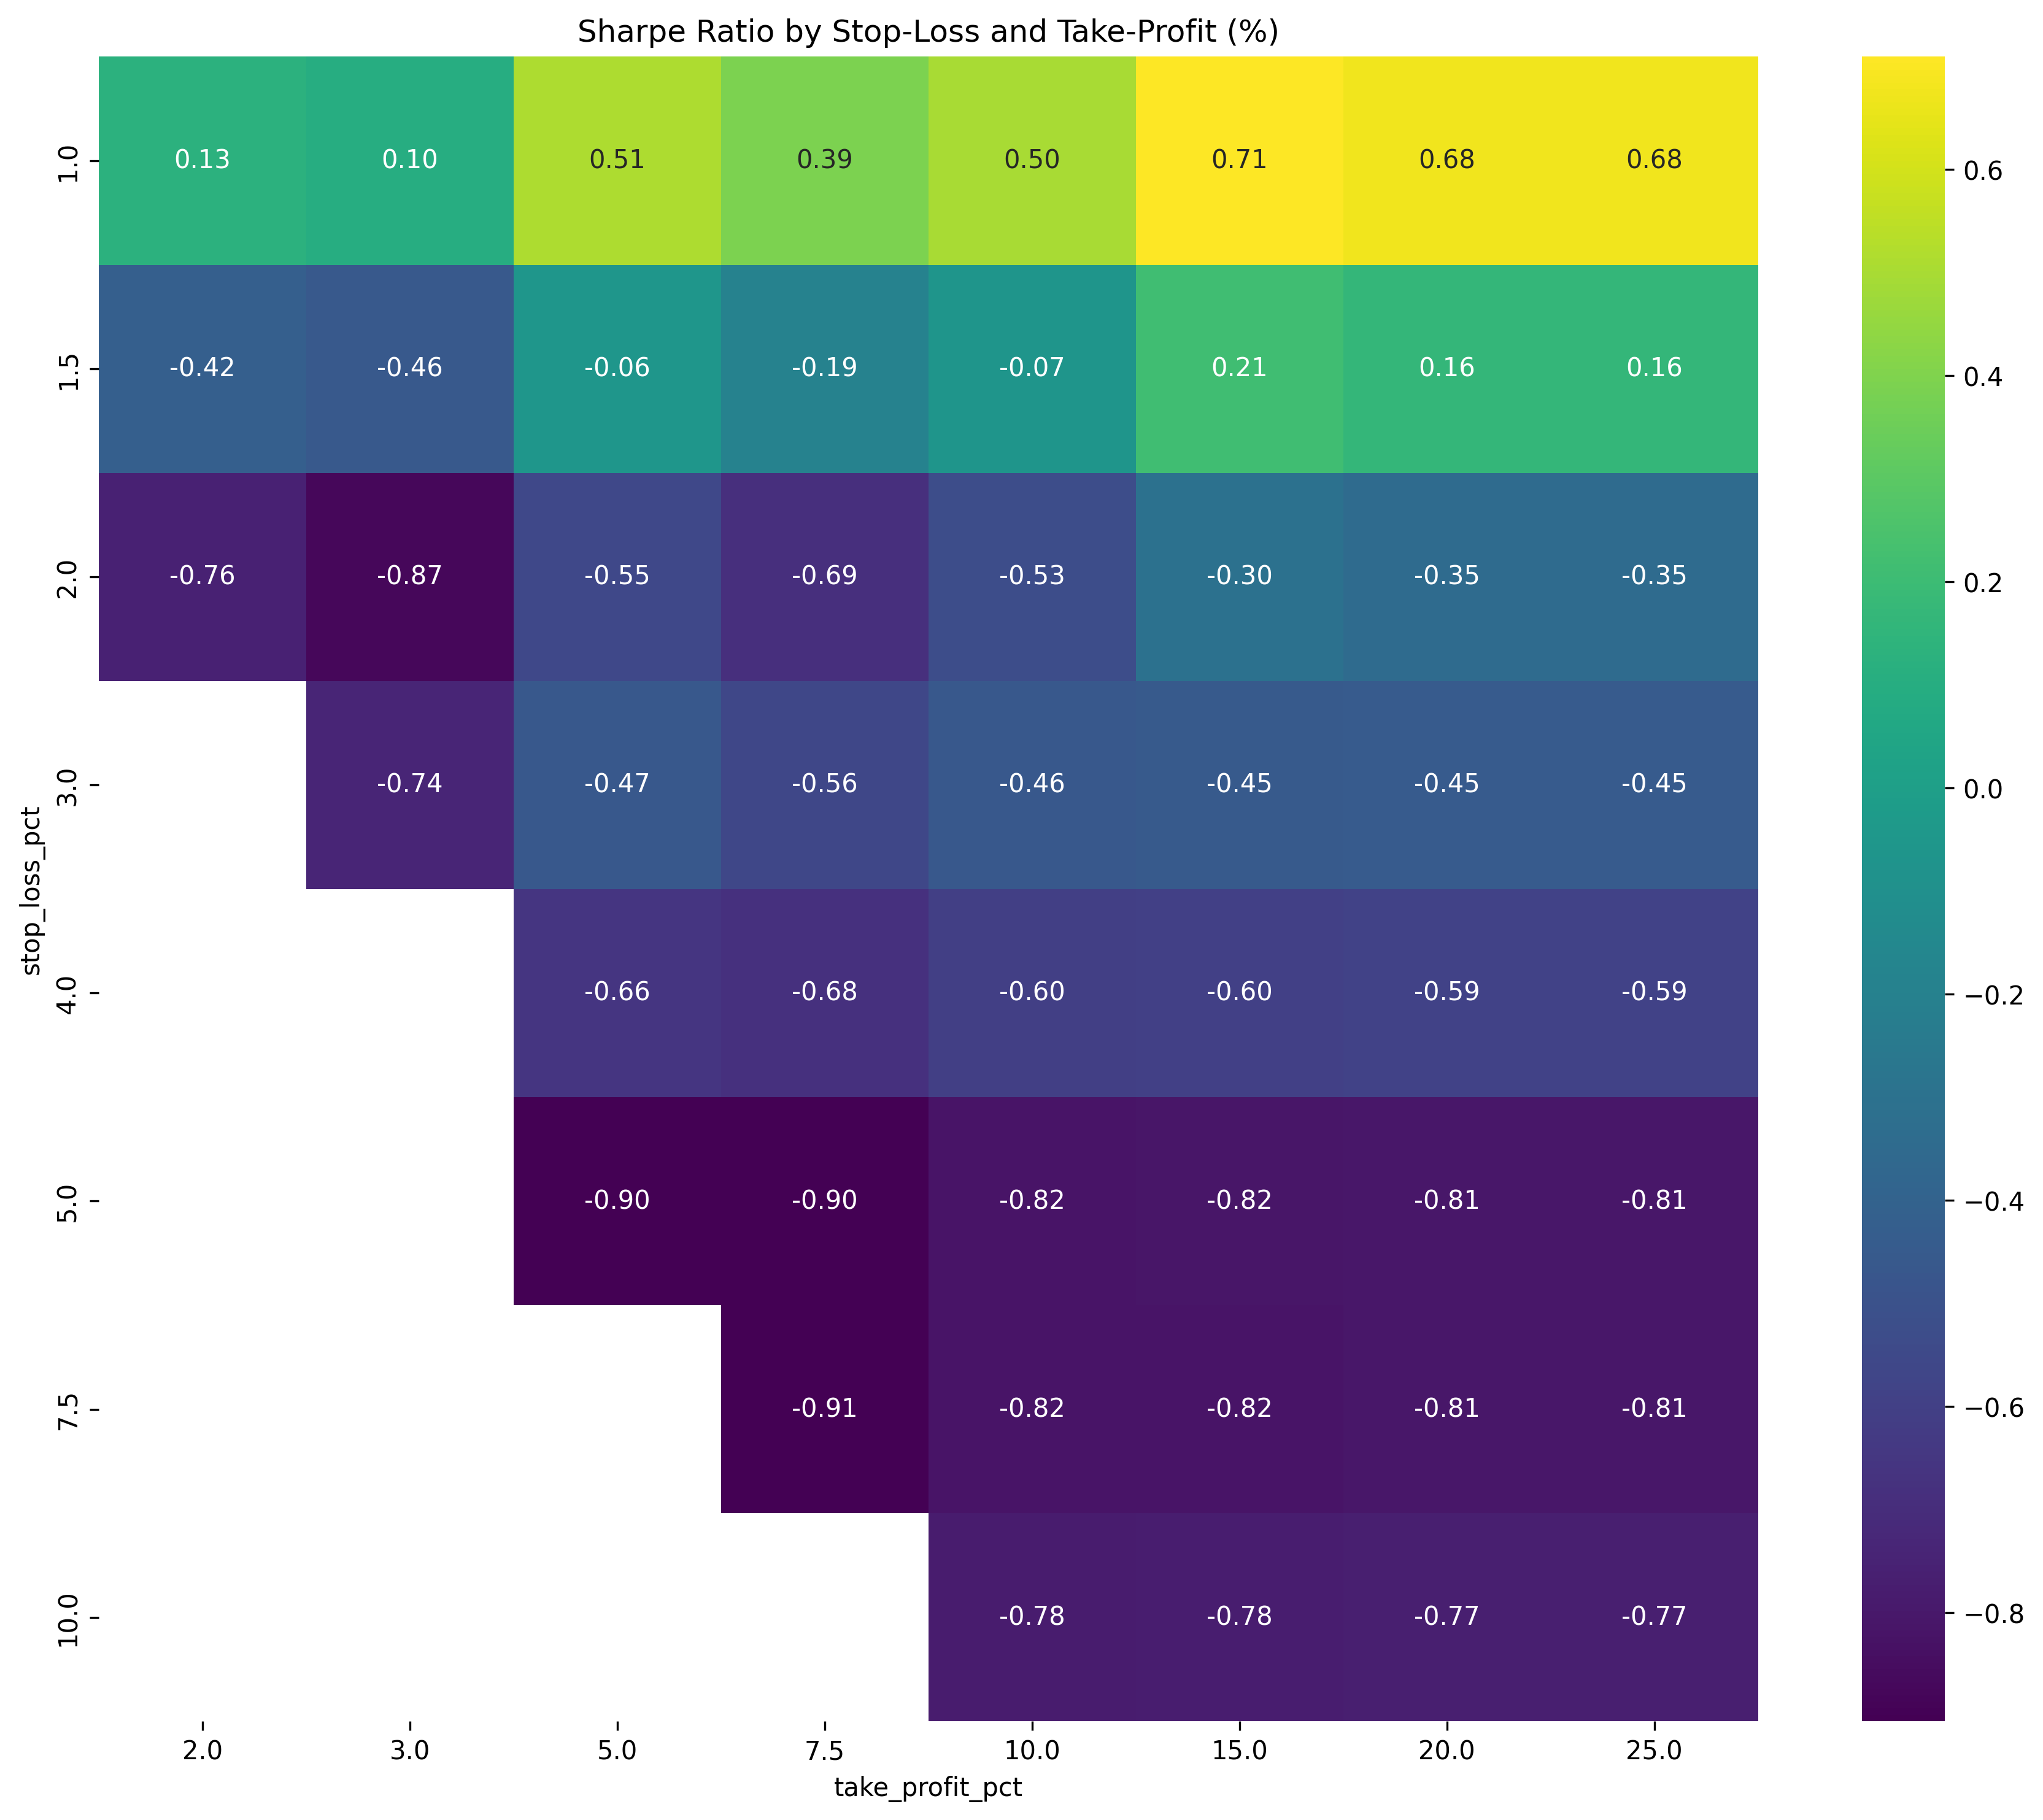 Sharpe Ratio by Stop-Loss and Take-Profit (%)
1.0 0.13 0.10 0.51 0.39 0.50 0.71 0.68 0.68
1.5 -0.42 -0.46 -0.06 -0.19 -0.07 0.21 0.16 0.16
2.0 -0.76 -0.87 -0.55 -0.69 -0.53 -0.30 -0.35 -0.35
3.0 -0.74 -0.47 -0.56 -0.46 -0.45 -0.45 -0.45
4.0 -0.66 -0.68 -0.60 -0.60 -0.59 -0.59
5.0 -0.90 -0.90 -0.82 -0.82 -0.81 -0.81
7.5 -0.91 -0.82 -0.82 -0.81 -0.81
10.0 -0.78 -0.78 -0.77 -0.77
stop_loss_pct
2.0 3.0 5.0 7.5 10.0 15.0 20.0 25.0
take_profit_pct
0.6
0.4
0.2
0.0
−0.2
−0.4
−0.6
−0.8